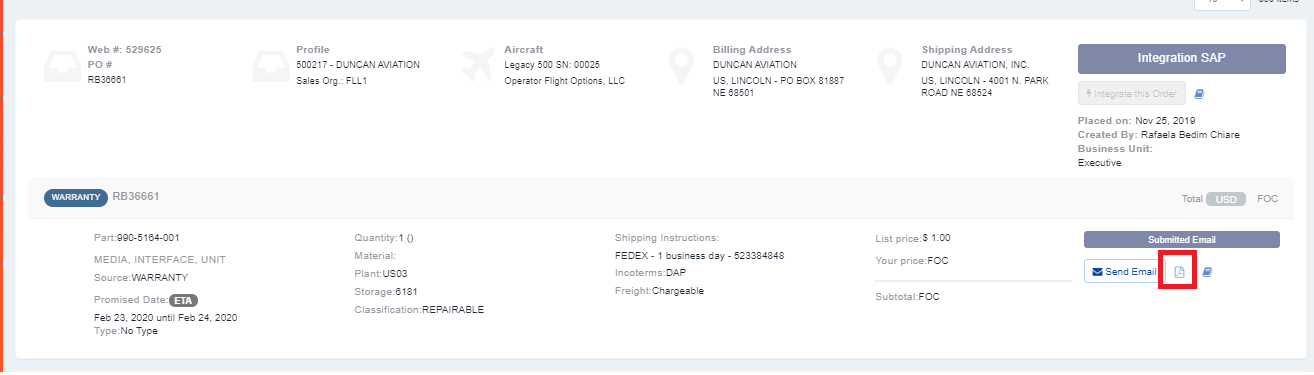 Web #: 529625
PO #
RB36661
Profile
500217 - DUNCAN AVIATION
Sales Org.: FLL1
Aircraft
Legacy 500 SN: 00025
Operator Flight Options, LLC
Billing Address
DUNCAN AVIATION
US, LINCOLN - PO BOX 81887
NE 68501
Shipping Address
DUNCAN AVIATION, INC.
US, LINCOLN - 4001 N. PARK
ROAD NE 68524
Integration SAP
Integrate this Order
Placed on: Nov 25, 2019
Created By: Rafaela Bedim Chiare
Business Unit:
Executive
WARRANTY RB36661
Total USD FOC
Part:990-5164-001
MEDIA, INTERFACE, UNIT
Source:WARRANTY
Promised Date: ETA
Feb 23, 2020 until Feb 24, 2020
Type:No Type
Quantity:1 ()
Material:
Plant:US03
Storage:6181
Classification:REPAIRABLE
Shipping Instructions:
FEDEX - 1 business day - 523384848
Incoterms:DAP
Freight:Chargeable
List price:$ 1.00
Your price:FOC
Subtotal:FOC
Submitted Email
Send Email